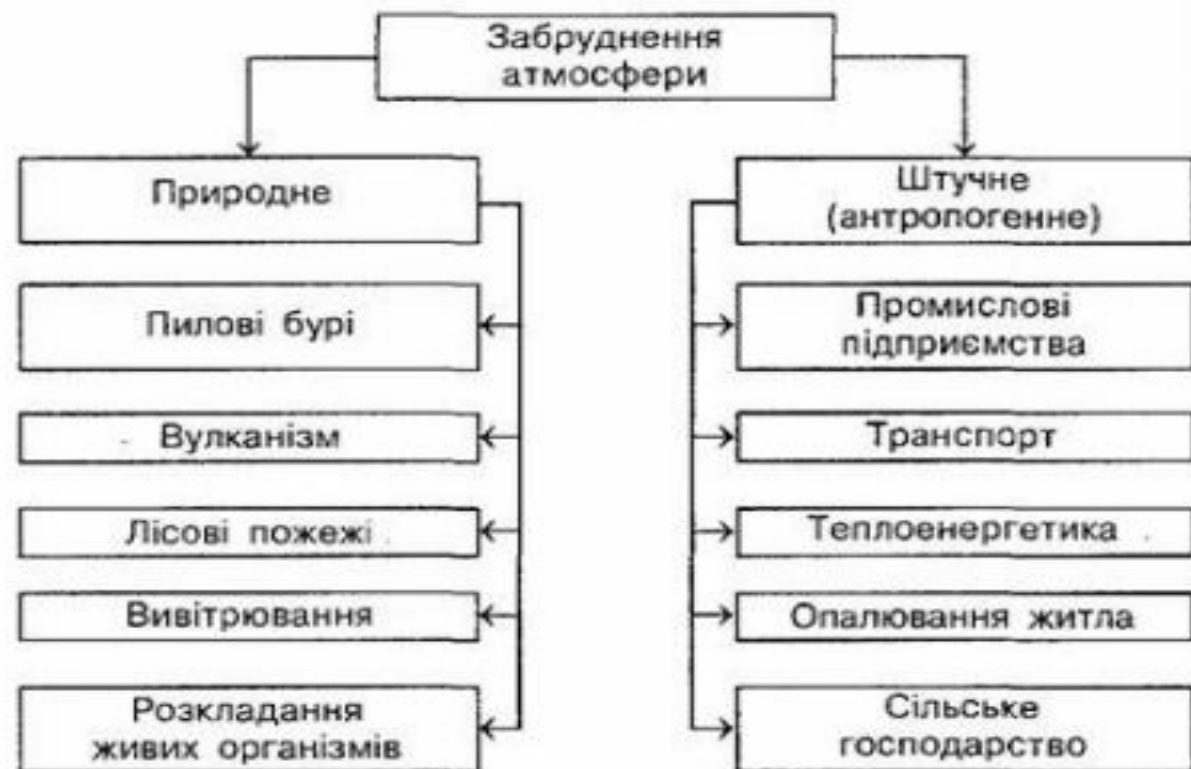 Забруднення
атмосфери
Природне
Пилові бурі
Вулканізм
Лісові пожежі
Вивітрювання
Розкладання
живих організмів
Штучне
(антропогенне)
Промислові
підприємства
Транспорт
Теплоенергетика
Опалювання житла
Сільське
господарство